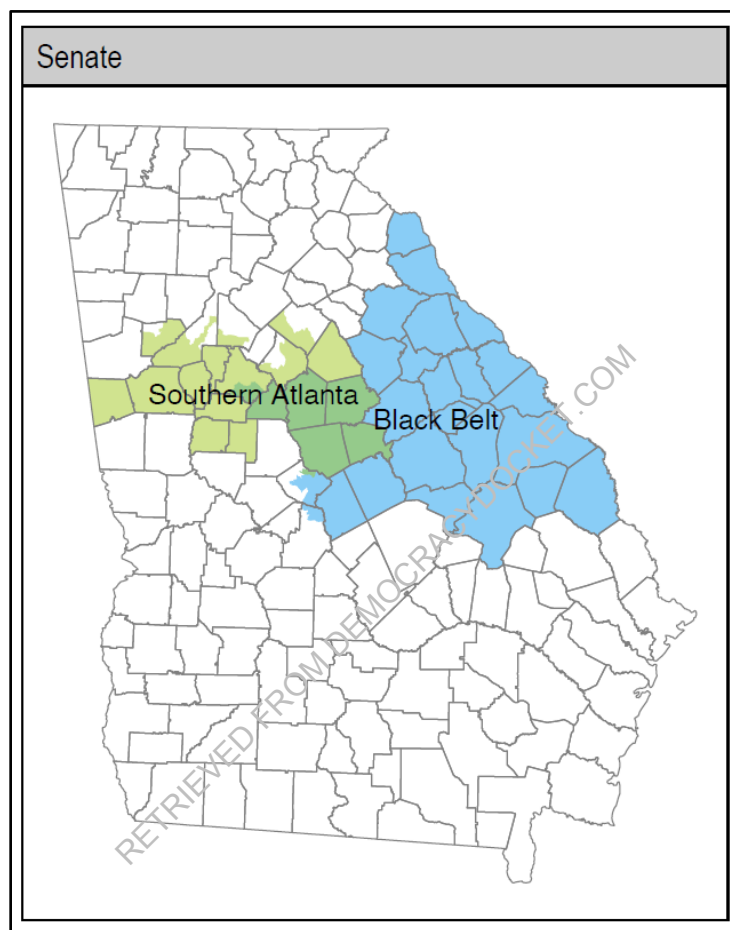 Senate
Southern Atlanta
Black Belt
RETRIEVED FROM DEMOCRACYDOCKET.COM